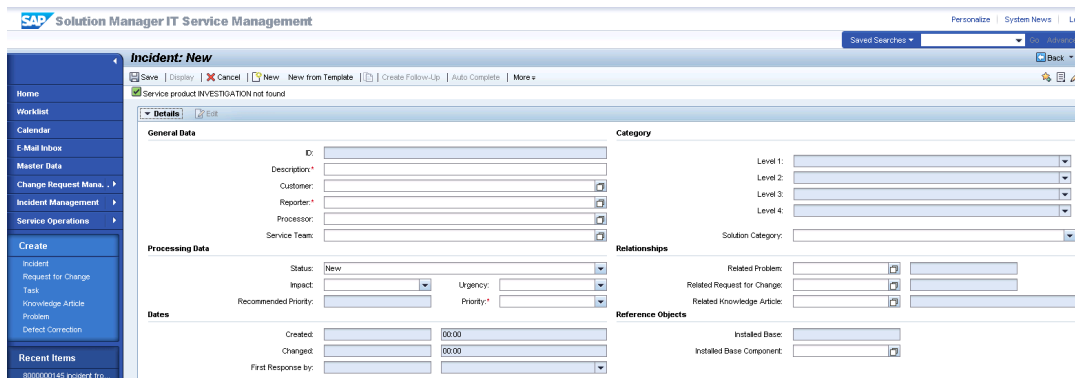 SAP Solution Manager IT Service Management
Personalize System News
Saved Searches Go Advance
Incident: New
Back
Save Display Cancel New New from Template Create Follow-Up Auto Complete More
Service product INVESTIGATION not found
Home
Worklist
Calendar
E-Mail Inbox
Master Data
Change Request Mana. .
Incident Management
Service Operations
Create
Incident
Request for Change
Task
Knowledge Article
Problem
Defect Correction
Recent Items
8000000145 incident fro...
Details Edit
General Data
ID:
Description:*
Customer:
Reporter:*
Processor:
Service Team:
Processing Data
Status: New
Impact: Urgency:
Recommended Priority: Priority:*
Dates
Created: 00:00
Changed: 00:00
First Response by:
Category
Level 1:
Level 2:
Level 3:
Level 4:
Solution Category:
Relationships
Related Problem:
Related Request for Change:
Related Knowledge Article:
Reference Objects
Installed Base:
Installed Base Component: